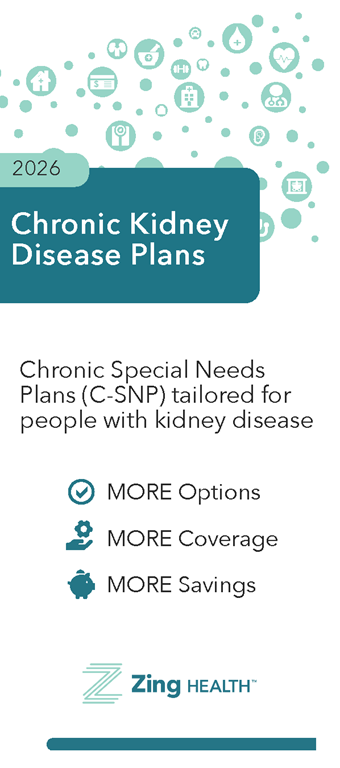 2026
Chronic Kidney
Disease Plans
Chronic Special Needs
Plans (C-SNP) tailored for
people with kidney disease
MORE Options
MORE Coverage
MORE Savings
Zing HEALTH™